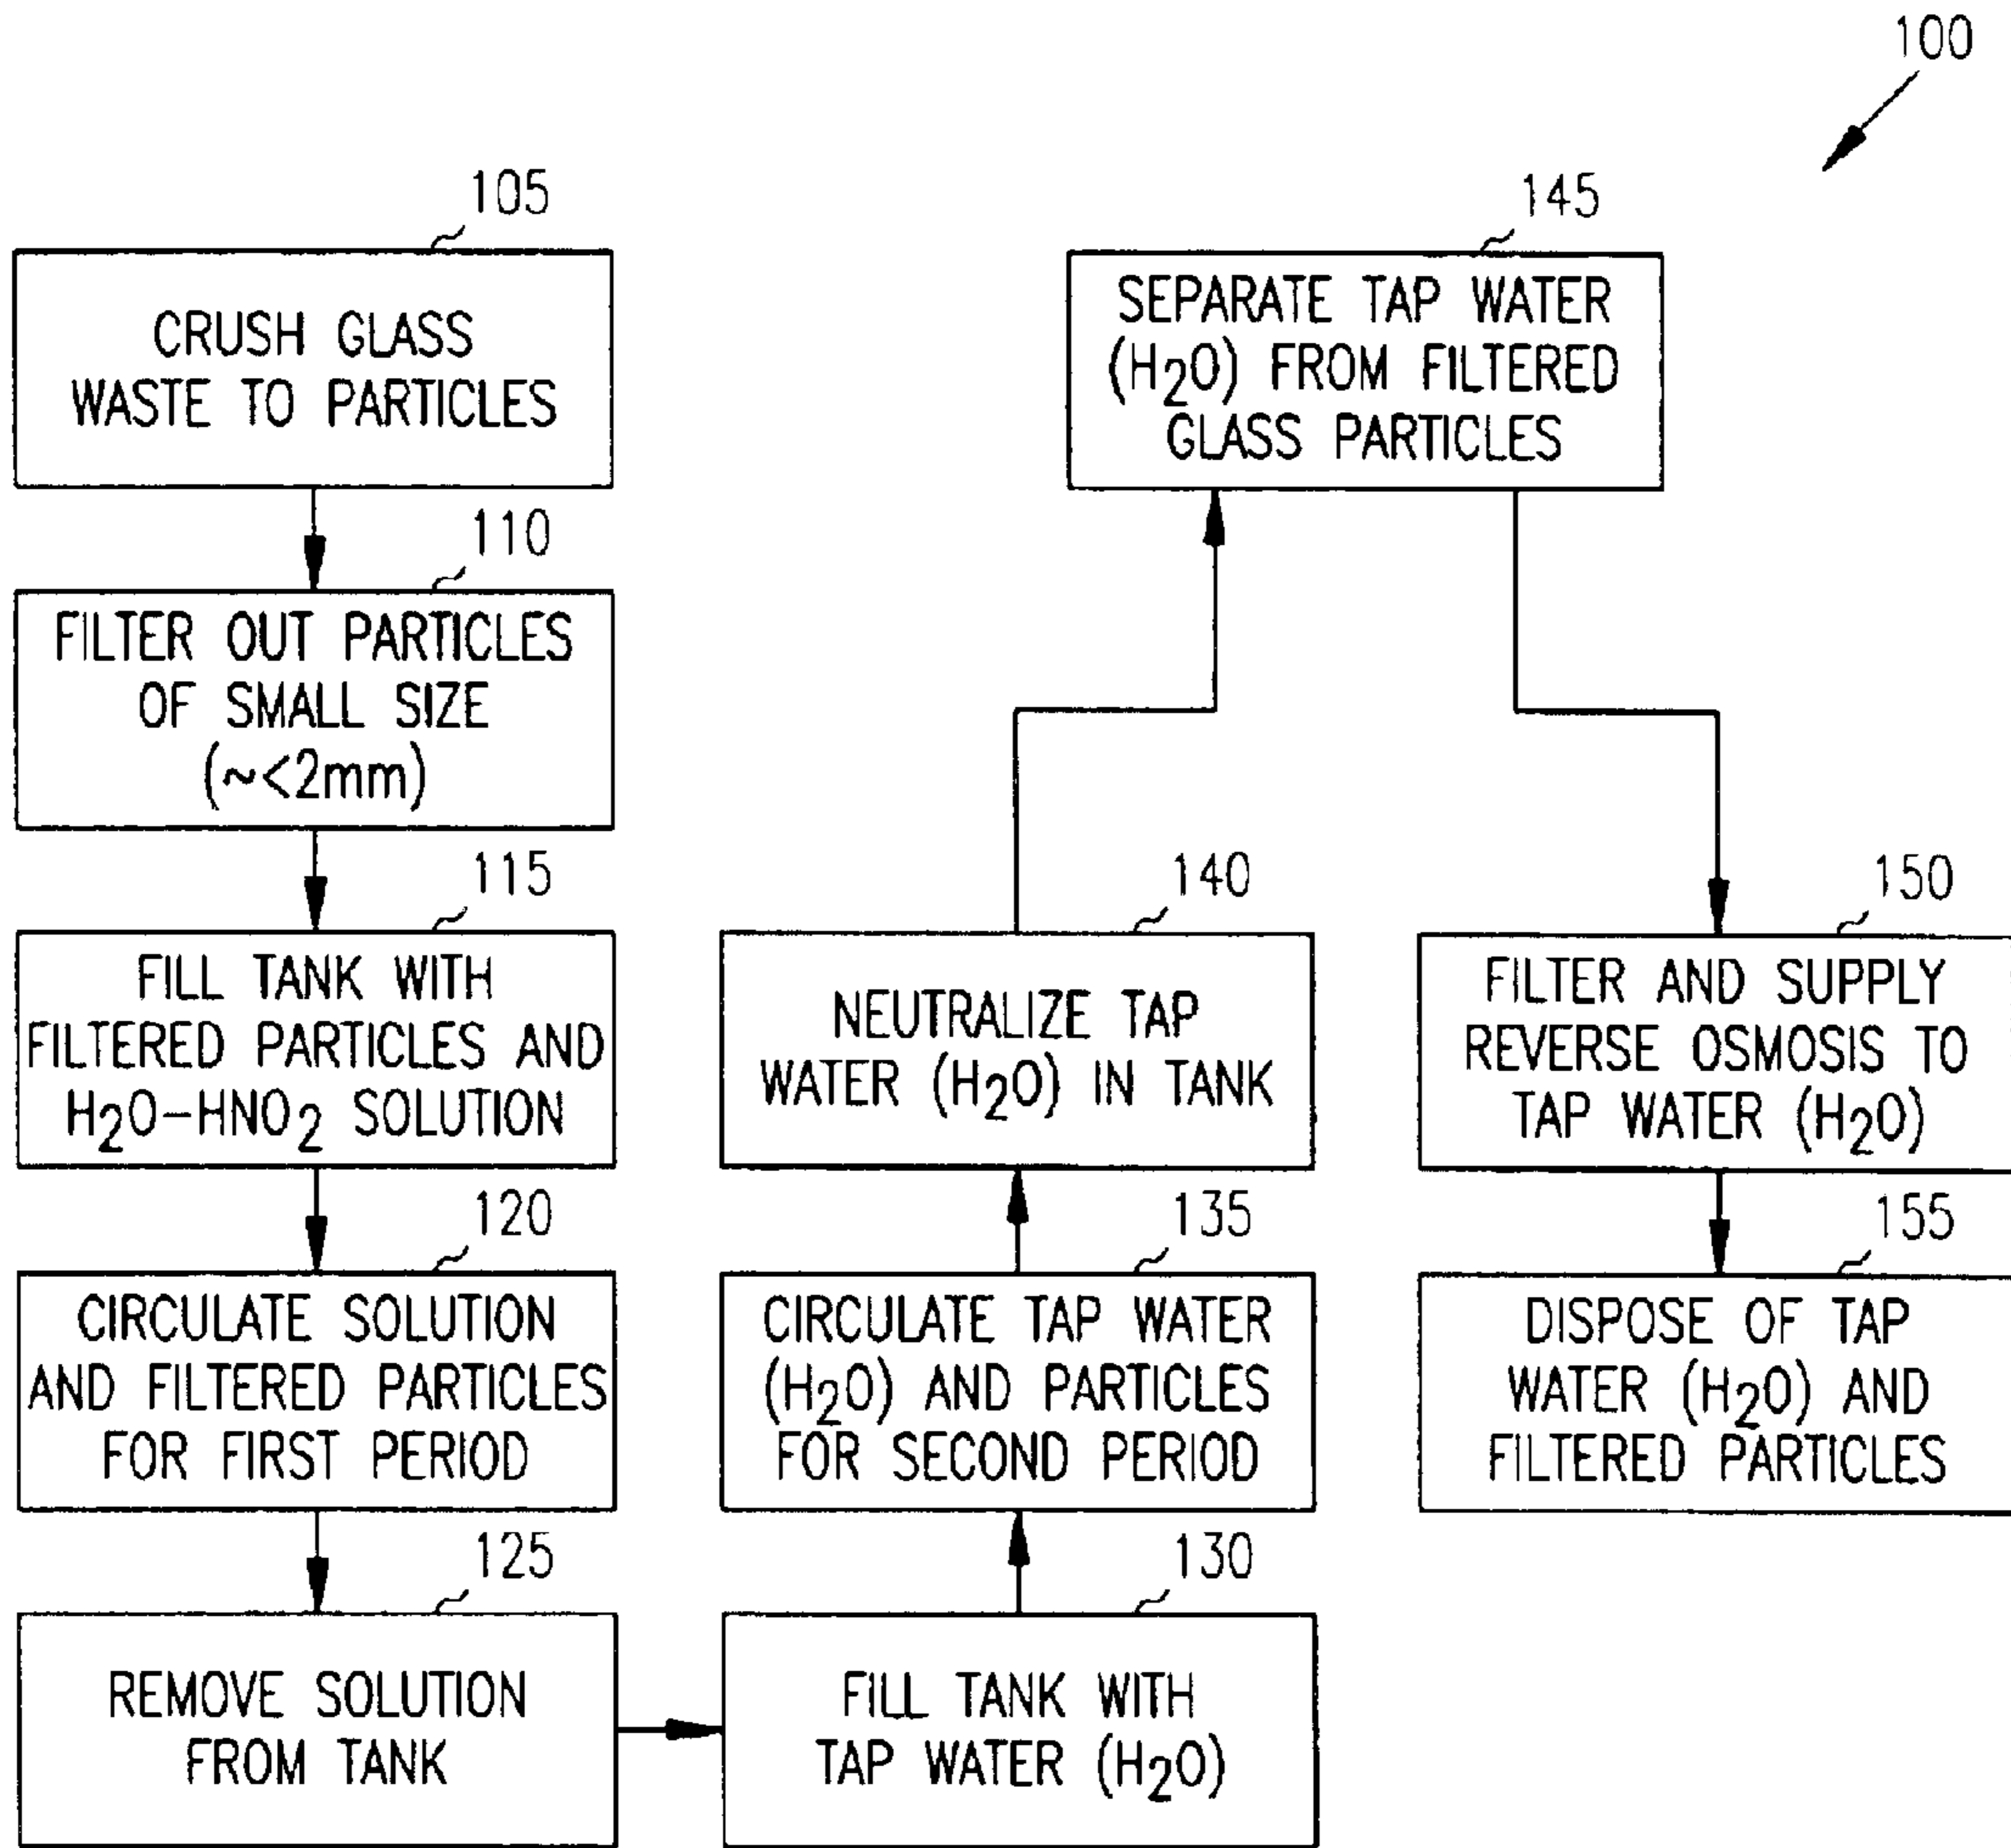 100
105
CRUSH GLASS
WASTE TO PARTICLES
110
FILTER OUT PARTICLES
OF SMALL SIZE
(~<2mm)
115
FILL TANK WITH
FILTERED PARTICLES AND
H₂O-HNO₂ SOLUTION
120
CIRCULATE SOLUTION
AND FILTERED PARTICLES
FOR FIRST PERIOD
125
REMOVE SOLUTION
FROM TANK
130
FILL TANK WITH
TAP WATER (H₂O)
135
CIRCULATE TAP WATER
(H₂O) AND PARTICLES
FOR SECOND PERIOD
140
NEUTRALIZE TAP
WATER (H₂O) IN TANK
145
SEPARATE TAP WATER
(H₂O) FROM FILTERED
GLASS PARTICLES
150
FILTER AND SUPPLY
REVERSE OSMOSIS TO
TAP WATER (H₂O)
155
DISPOSE OF TAP
WATER (H₂O) AND
FILTERED PARTICLES